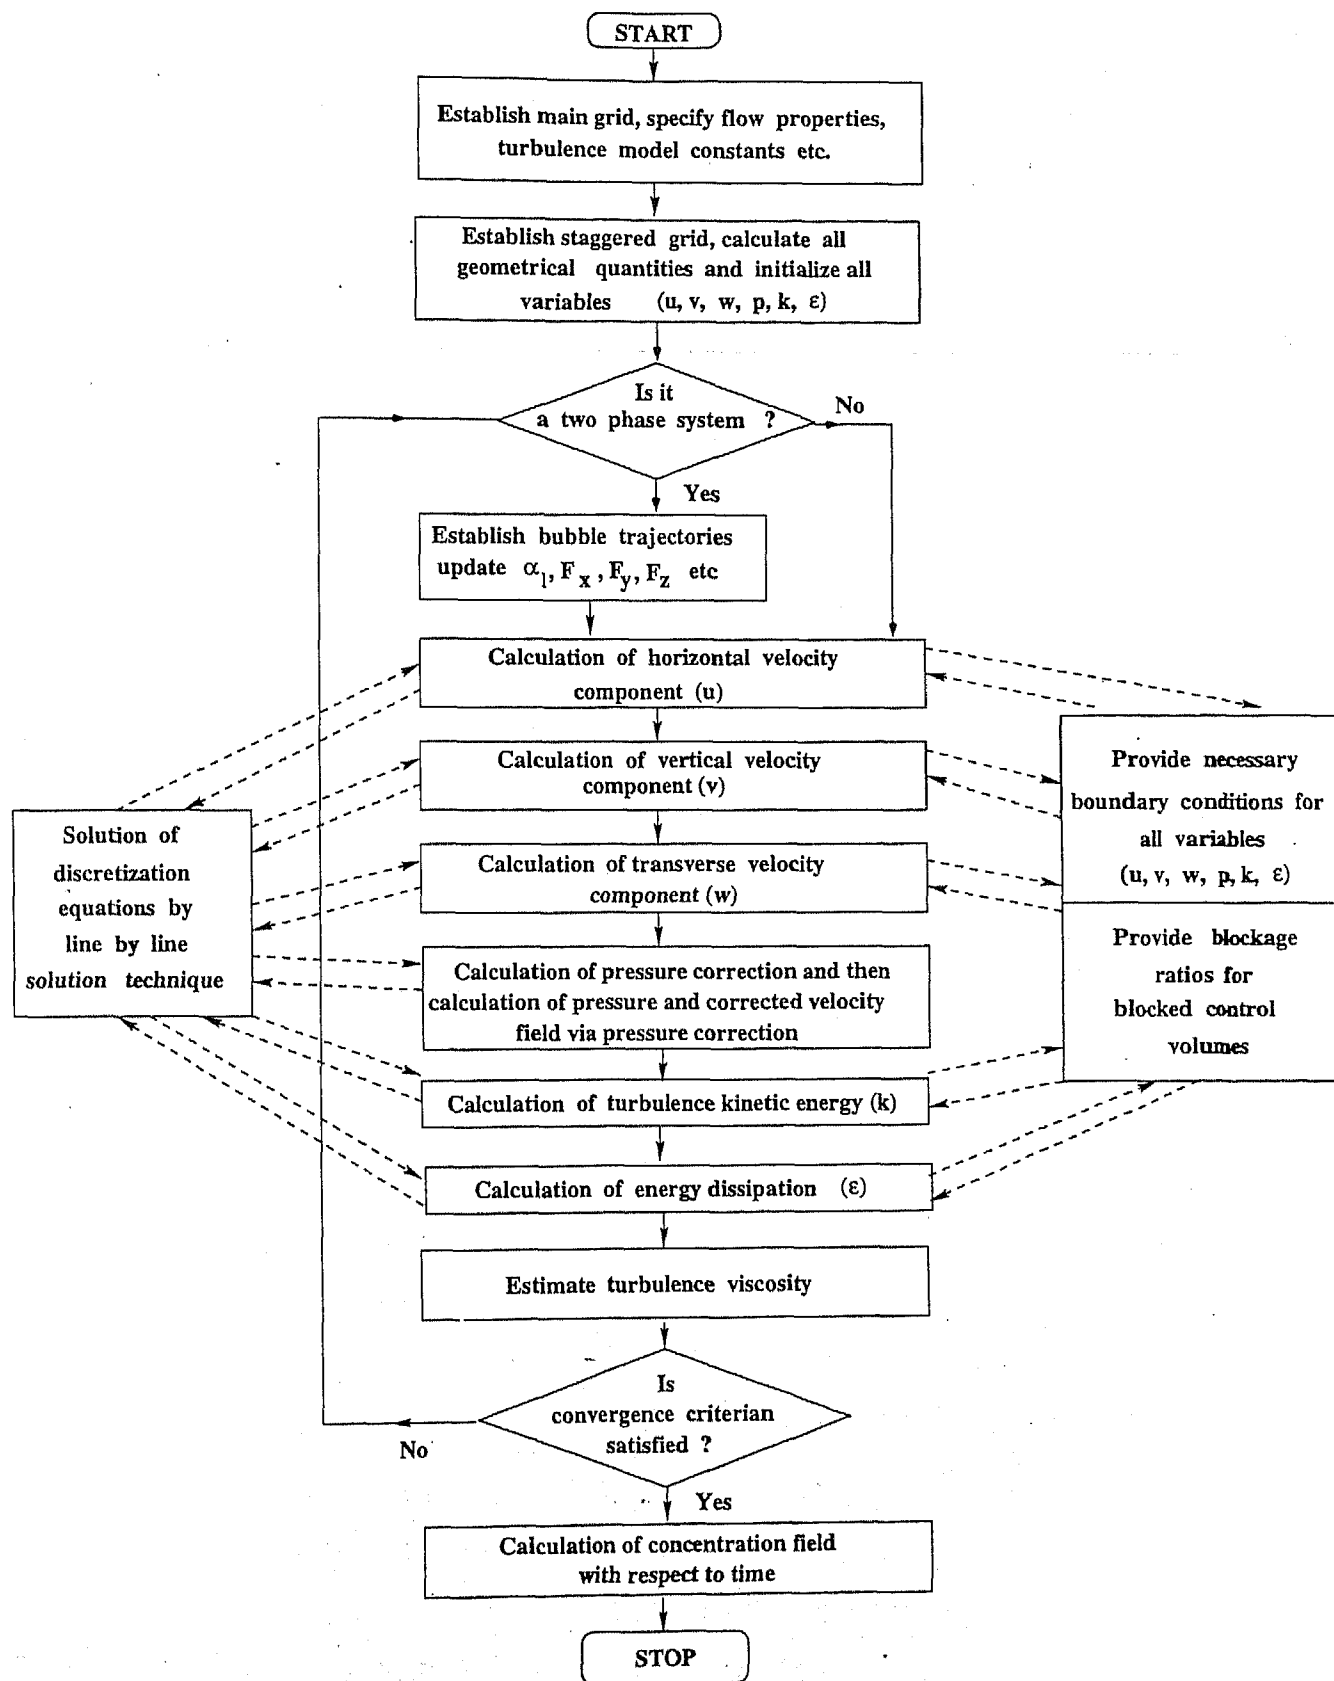 START
Establish main grid, specify flow properties,
turbulence model constants etc.
Establish staggered grid, calculate all
geometrical quantities and initialize all
variables (u, v, w, p, k, ε)
Is it
a two phase system ?
No
Yes
Establish bubble trajectories
update α_l, F_x, F_y, F_z etc
Calculation of horizontal velocity
component (u)
Calculation of vertical velocity
component (v)
Calculation of transverse velocity
component (w)
Calculation of pressure correction and then
calculation of pressure and corrected velocity
field via pressure correction
Calculation of turbulence kinetic energy (k)
Calculation of energy dissipation (ε)
Estimate turbulence viscosity
Solution of
discretization
equations by
line by line
solution technique
Provide necessary
boundary conditions for
all variables
(u, v, w, p, k, ε)
Provide blockage
ratios for
blocked control
volumes
Is
convergence criterian
satisfied ?
No
Yes
Calculation of concentration field
with respect to time
STOP